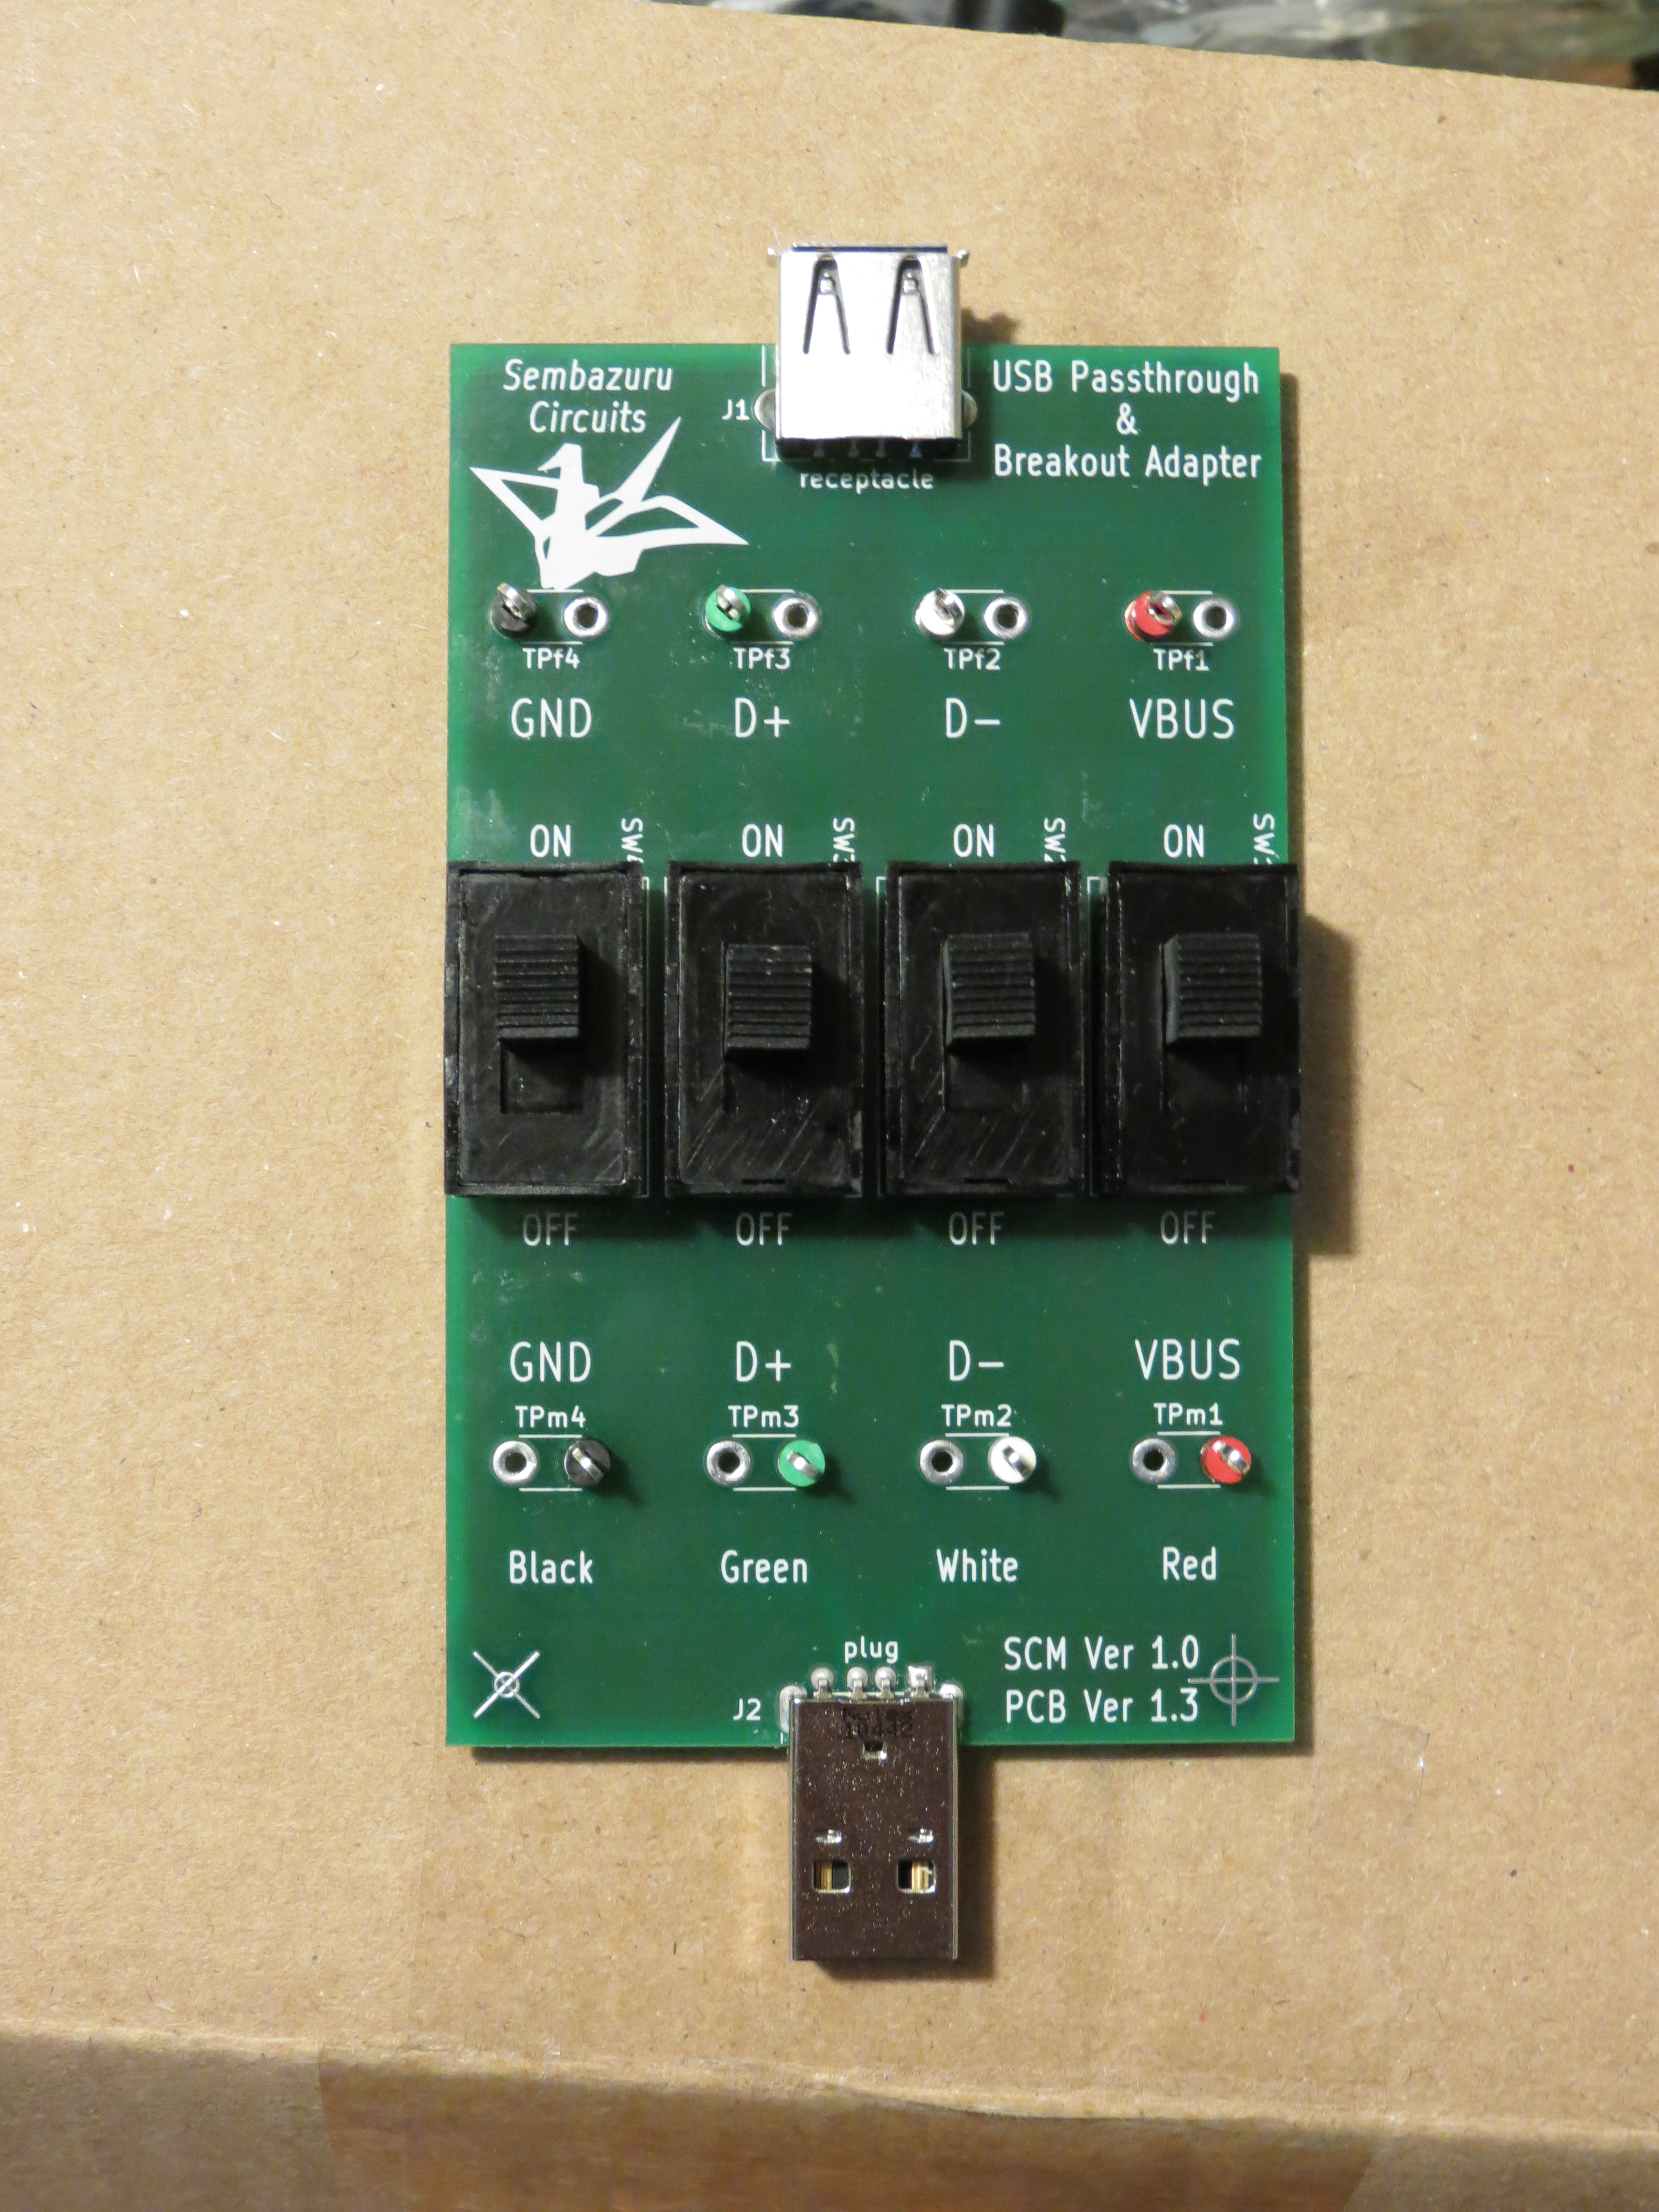 Sembazuru
Circuits
J1
receptacle
USB Passthrough
&
Breakout Adapter
TPf4
TPf3
TPf2
TPf1
GND
D+
D-
VBUS
ON
ON
ON
ON
OFF
OFF
OFF
OFF
GND
D+
D-
VBUS
TPm4
TPm3
TPm2
TPm1
Black
Green
White
Red
plug
J2
SCM Ver 1.0
PCB Ver 1.3